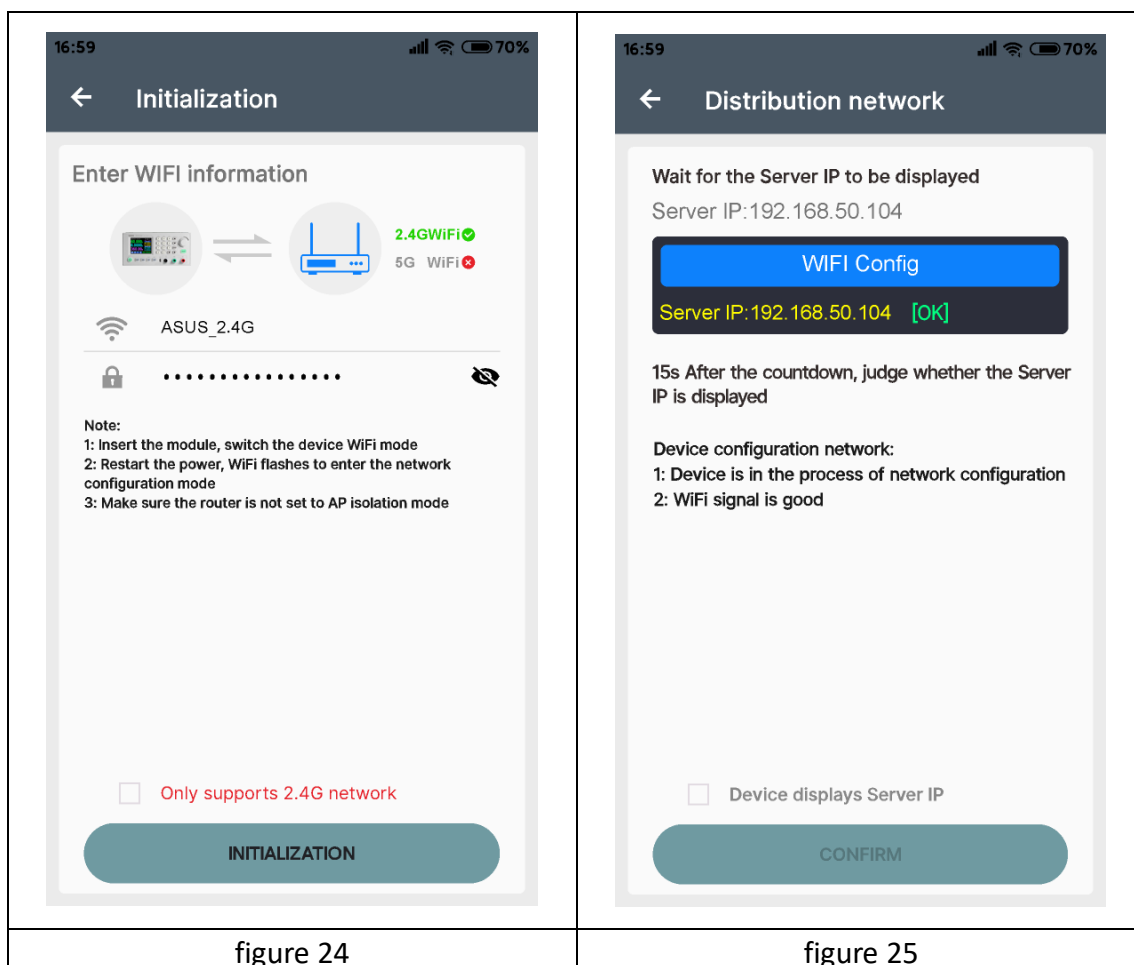 16:59 70%
Initialization
Enter WIFI information
2.4GWiFi
5G WiFi
ASUS_2.4G
••••••••••••••••
Note:
1: Insert the module, switch the device WiFi mode
2: Restart the power, WiFi flashes to enter the network
configuration mode
3: Make sure the router is not set to AP isolation mode
Only supports 2.4G network
INITIALIZATION
figure 24
16:59 70%
Distribution network
Wait for the Server IP to be displayed
Server IP:192.168.50.104
WIFI Config
Server IP:192.168.50.104 [OK]
15s After the countdown, judge whether the Server
IP is displayed
Device configuration network:
1: Device is in the process of network configuration
2: WiFi signal is good
Device displays Server IP
CONFIRM
figure 25